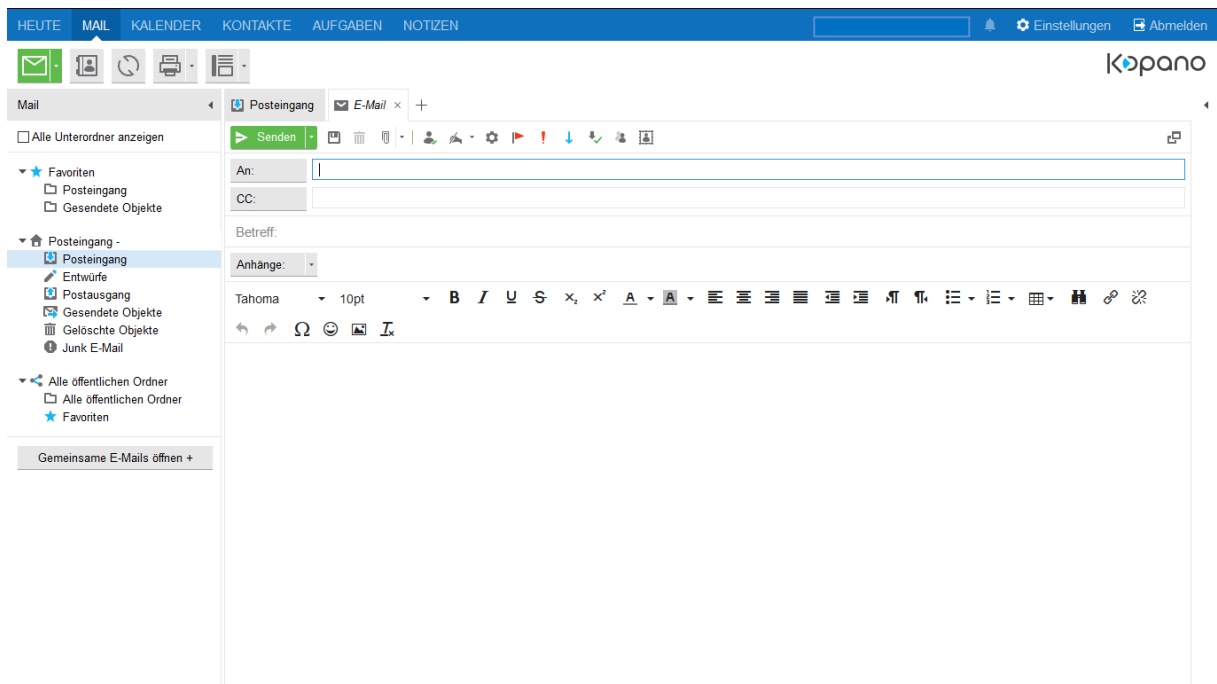 HEUTE MAIL KALENDER KONTAKTE AUFGABEN NOTIZEN Einstellungen Abmelden
Kopano
Mail Posteingang E-Mail
Alle Unterordner anzeigen Senden
Favoriten An:
Posteingang
Gesendete Objekte CC:
Betreff:
Posteingang -
Posteingang Anhänge:
Entwürfe
Postausgang Tahoma 10pt
Gesendete Objekte
Gelöschte Objekte
Junk E-Mail
Alle öffentlichen Ordner
Alle öffentlichen Ordner
Favoriten
Gemeinsame E-Mails öffnen +